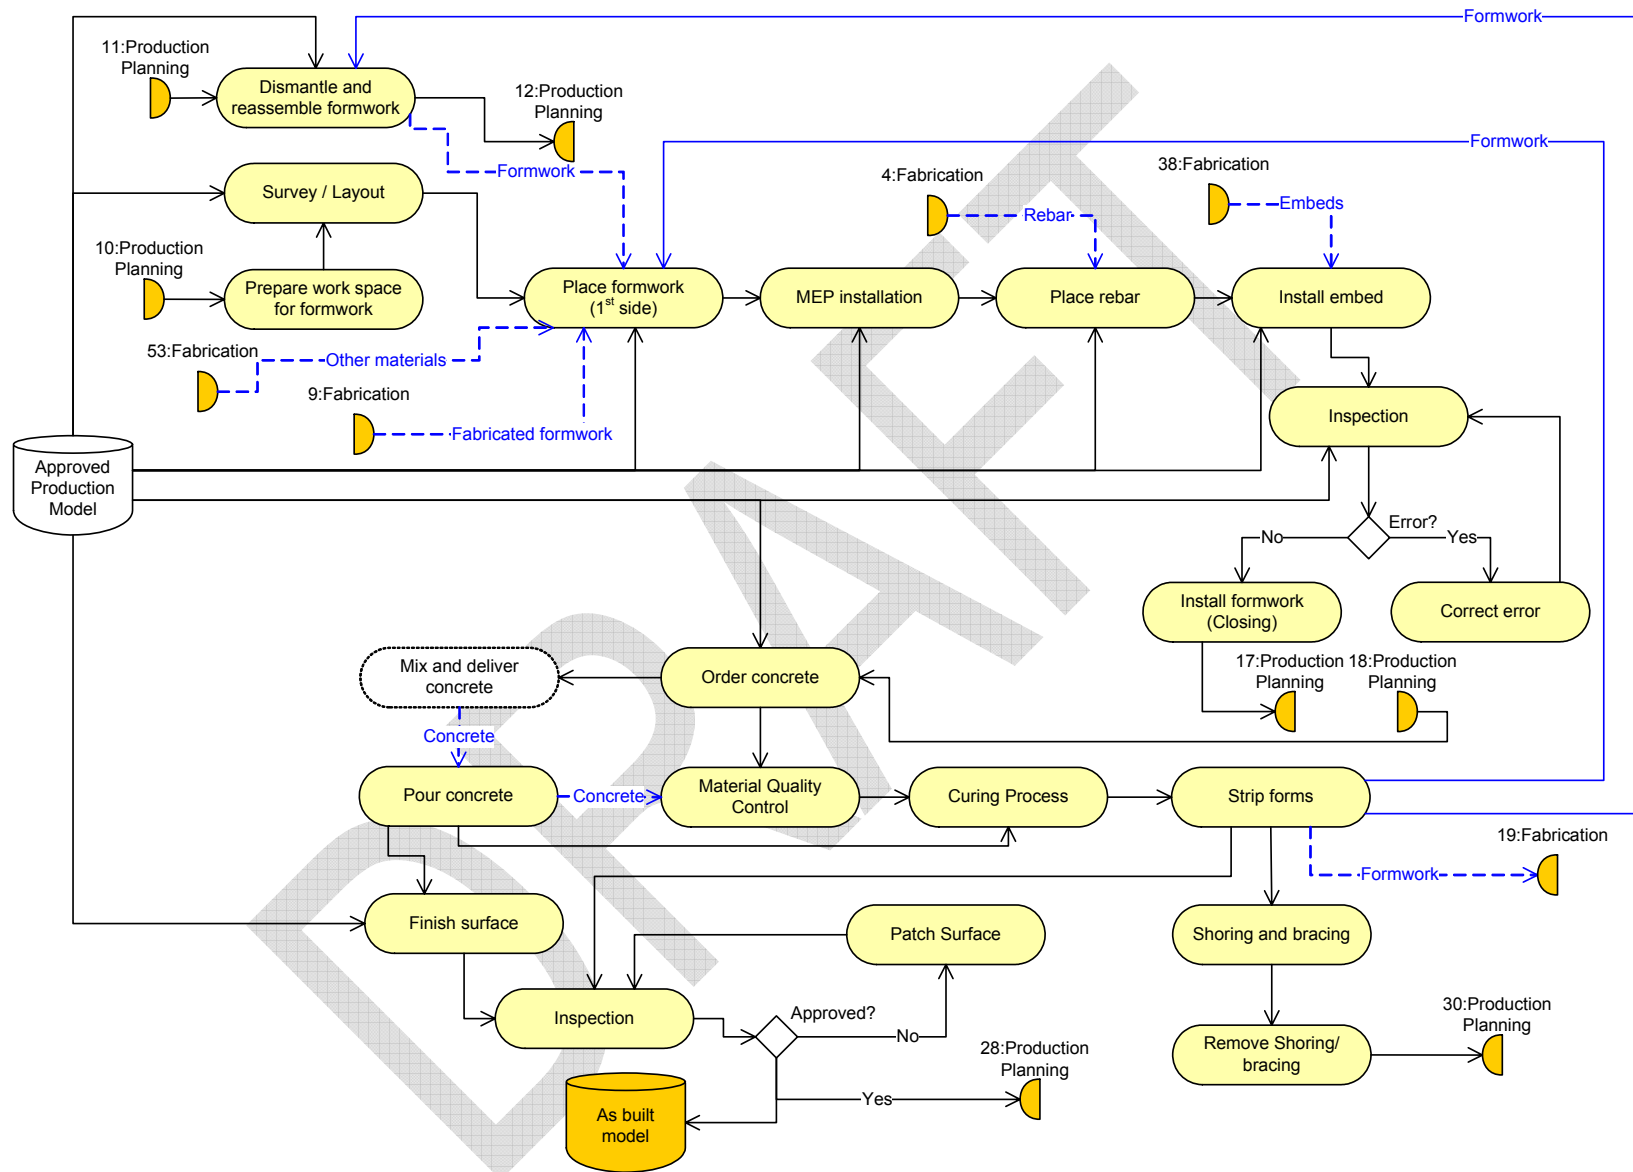 Formwork
11:Production
Planning
Dismantle and
reassemble formwork
12:Production
Planning
Formwork
Formwork
Survey / Layout
4:Fabrication
38:Fabrication
Rebar
Embeds
10:Production
Planning
Prepare work space
for formwork
Place formwork
(1st side)
MEP installation
Place rebar
Install embed
53:Fabrication
Other materials
9:Fabrication
Fabricated formwork
Inspection
Approved
Production
Model
Error?
No
Yes
Install formwork
(Closing)
Correct error
Mix and deliver
concrete
Order concrete
17:Production
Planning
18:Production
Planning
Concrete
Pour concrete
Concrete
Material Quality
Control
Curing Process
Strip forms
19:Fabrication
Formwork
Finish surface
Patch Surface
Shoring and bracing
Inspection
Approved?
No
30:Production
Planning
28:Production
Planning
Remove Shoring/
bracing
Yes
As built
model
DRAFT